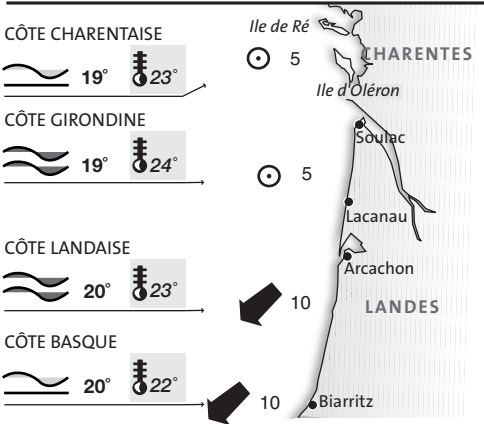 CÔTE CHARENTAISE
19° 23°
CÔTE GIRONDINE
19° 24°
CÔTE LANDAISE
20° 23°
CÔTE BASQUE
20° 22°
Ile de Ré
5
CHARENTES
Ile d'Oléron
Soulac
5
Lacanau
Arcachon
10
LANDES
10
Biarritz